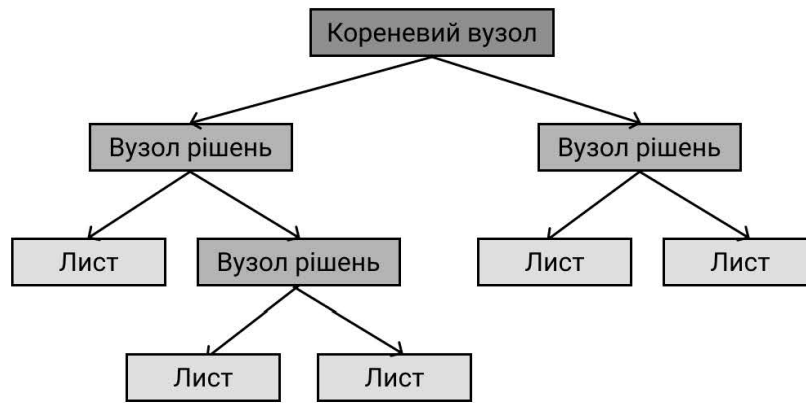 Кореневий вузол
Вузол рішень
Вузол рішень
Лист
Вузол рішень
Лист
Лист
Лист
Лист